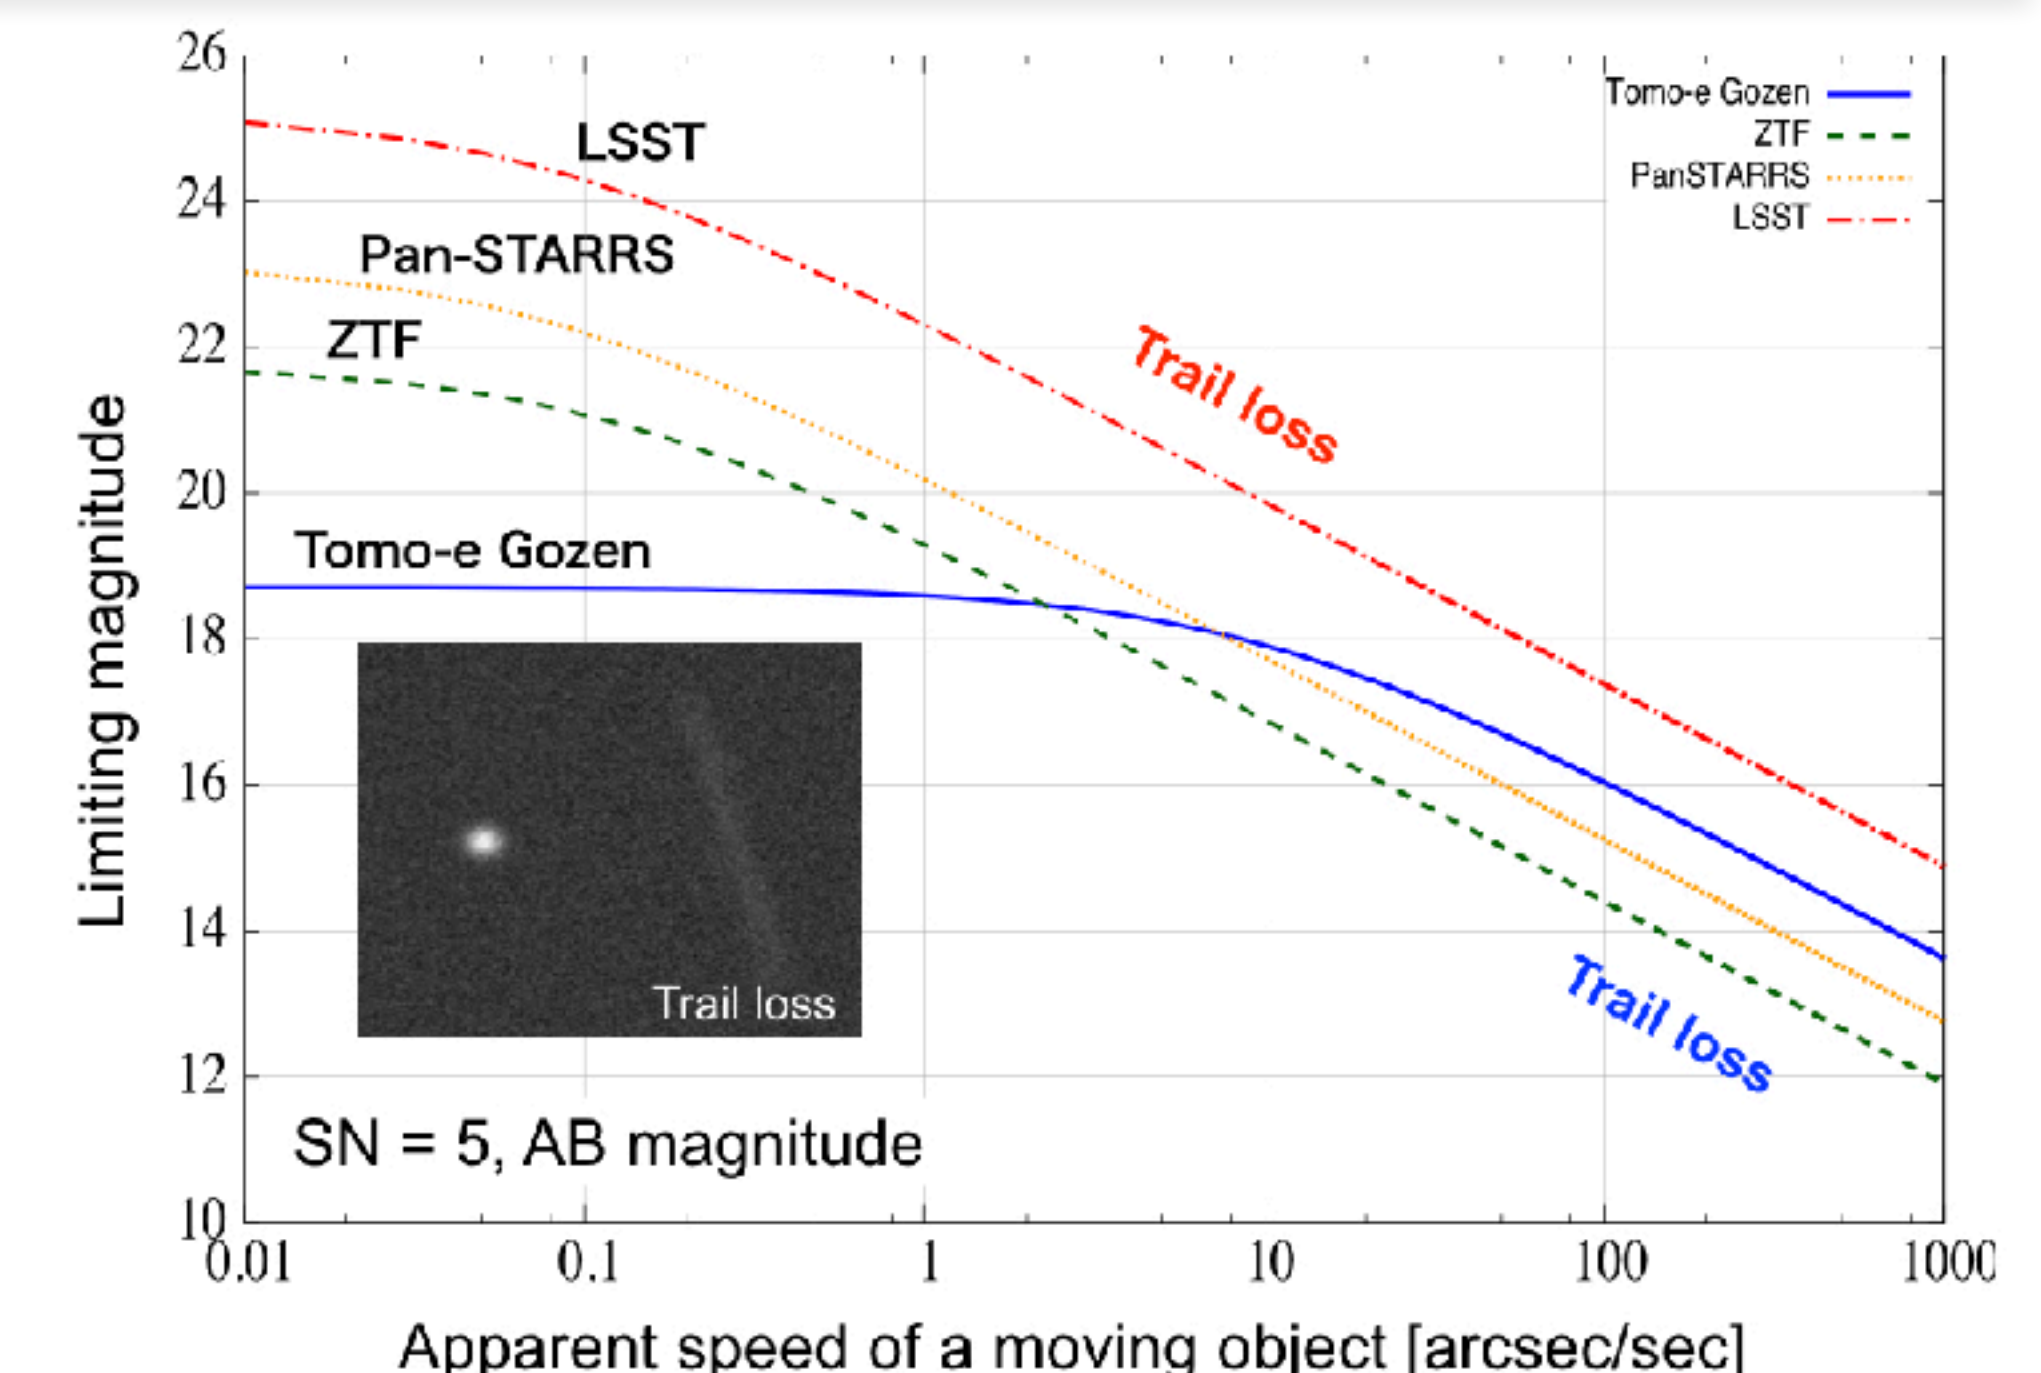 26
24
22
20
18
16
14
12
10
0.01
0.1
1
10
100
1000
Limiting magnitude
Apparent speed of a moving object [arcsec/sec]
Tomo-e Gozen
ZTF
PanSTARRS
LSST
LSST
Pan-STARRS
ZTF
Tomo-e Gozen
Trail loss
Trail loss
Trail loss
SN = 5, AB magnitude